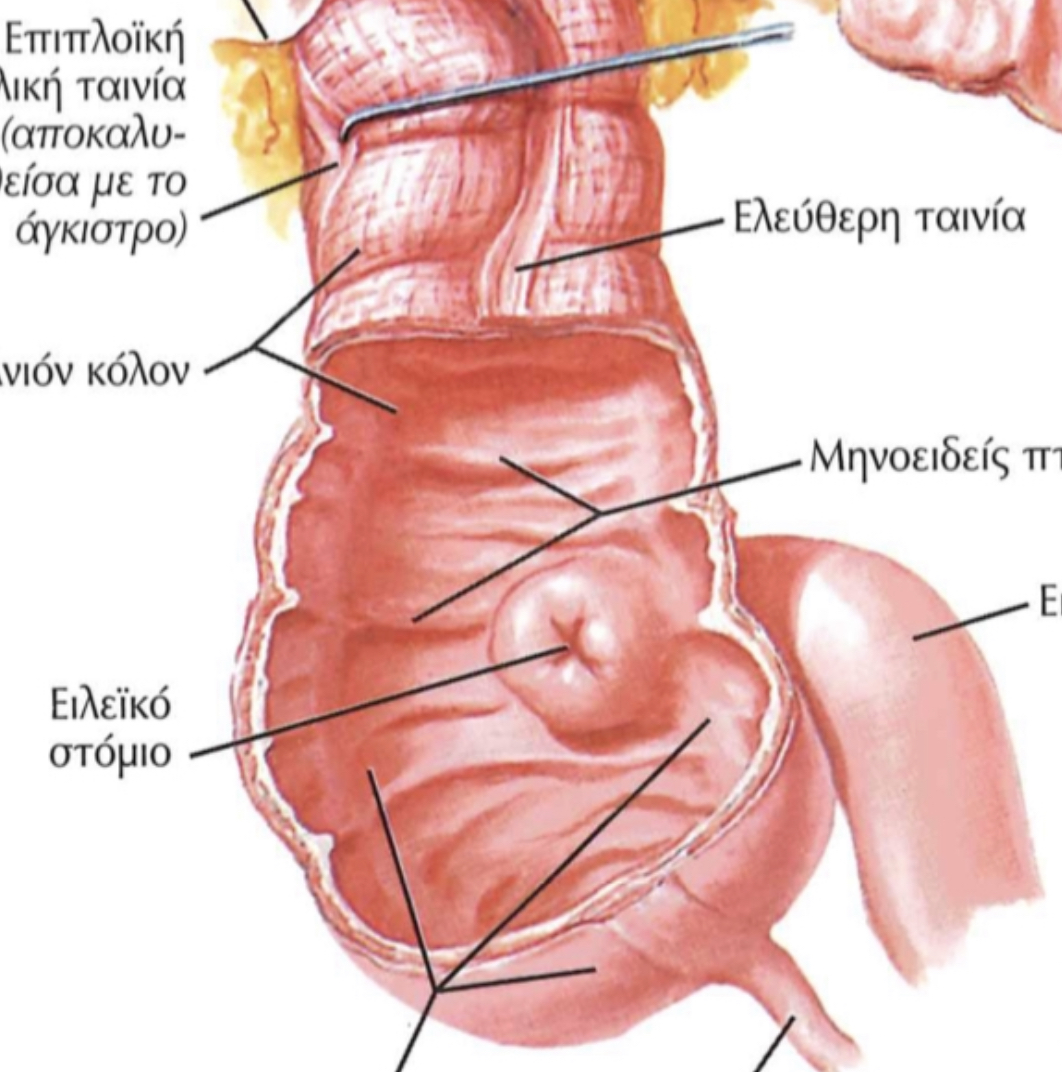 Επιπλοϊκή
λική ταινία
(αποκαλυ-
θείσα με το
άγκιστρο)
Ελεύθερη ταινία
νιόν κόλον
Μηνοειδείς πτ
Ειλεϊκό
στόμιο